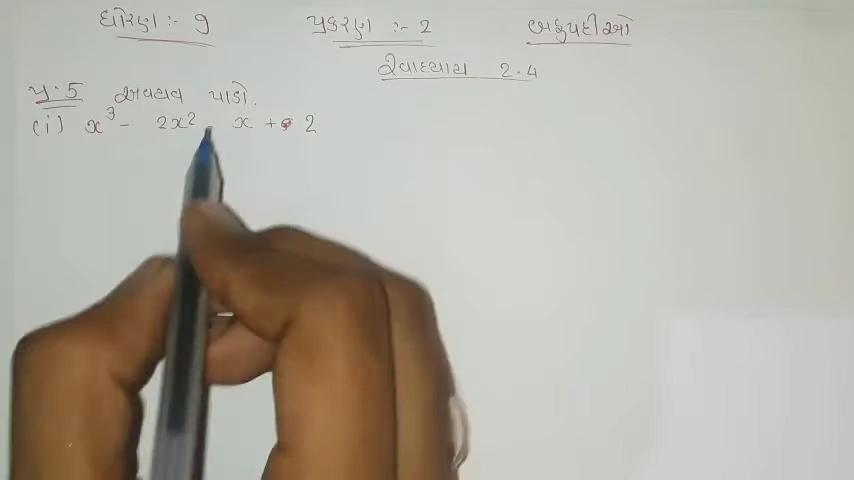 ધોરણ :- 9 પ્રકરણ :- 2 બહુપદીઓ
સ્વાધ્યાય 2.4
પ્ર.5 અવયવ પાડો.
(i) x³ - 2x² - x + 2